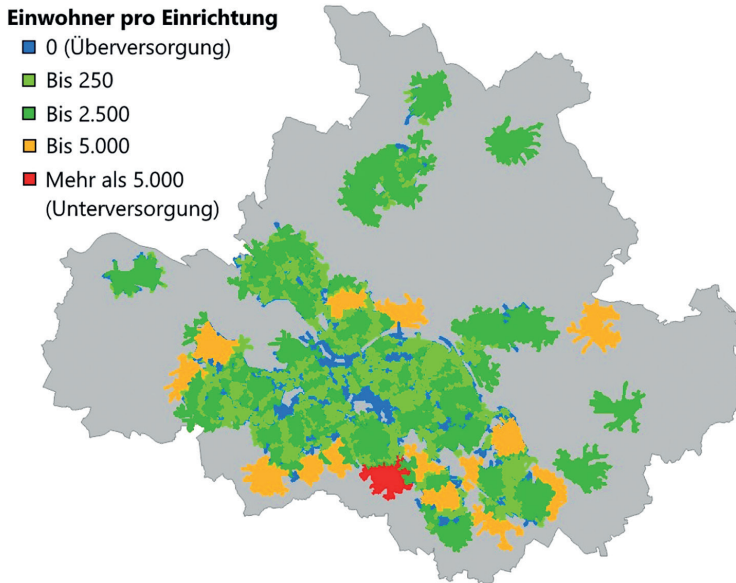 Einwohner pro Einrichtung
0 (Überversorgung)
Bis 250
Bis 2.500
Bis 5.000
Mehr als 5.000
(Unterversorgung)